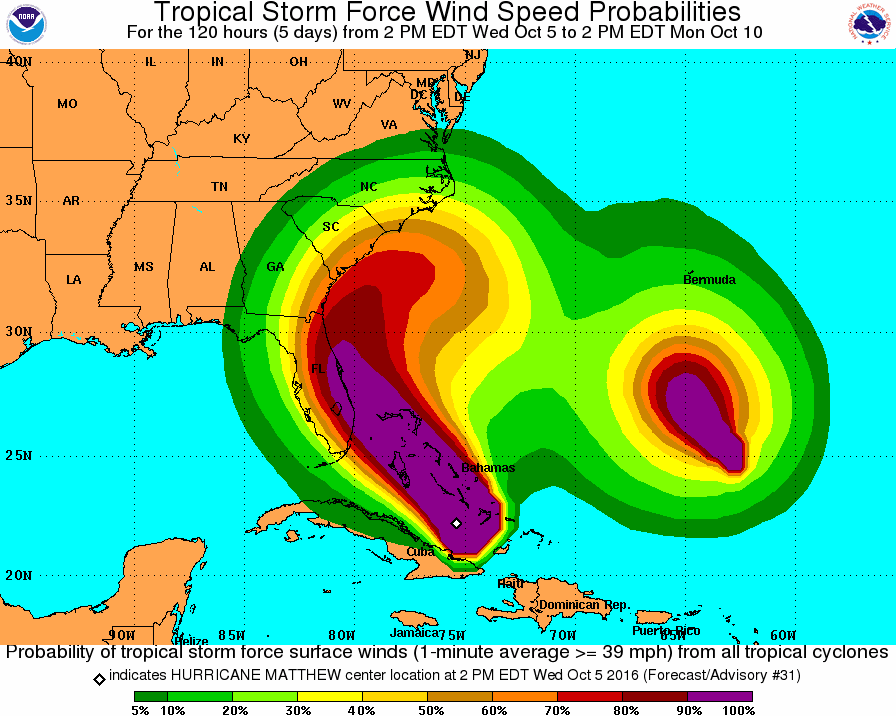 Tropical Storm Force Wind Speed Probabilities
For the 120 hours (5 days) from 2 PM EDT Wed Oct 5 to 2 PM EDT Mon Oct 10
NOAA
NATIONAL WEATHER SERVICE
40N
IL
IN
OH
NJ
MO
WV
MD
DC
DE
KY
VA
35N
AR
TN
NC
SC
LA
MS
AL
GA
Bermuda
30N
FL
25N
Bahamas
Cuba
20N
Haiti
Dominican Rep.
Jamaica
Puerto Rico
Belize
90W
85W
80W
75W
70W
65W
60W
Probability of tropical storm force surface winds (1-minute average >= 39 mph) from all tropical cyclones
indicates HURRICANE MATTHEW center location at 2 PM EDT Wed Oct 5 2016 (Forecast/Advisory #31)
5% 10% 20% 30% 40% 50% 60% 70% 80% 90% 100%